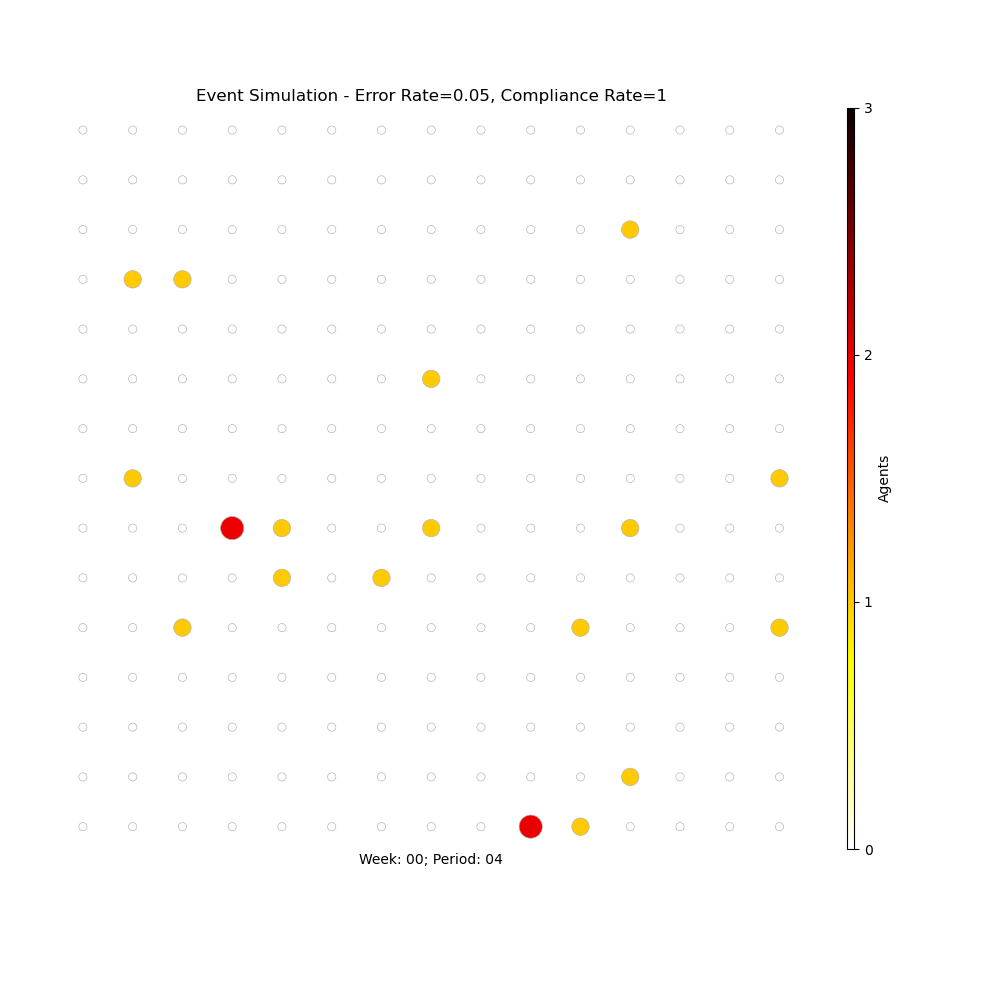 Event Simulation - Error Rate=0.05, Compliance Rate=1
3
2
Agents
1
0
Week: 00; Period: 04